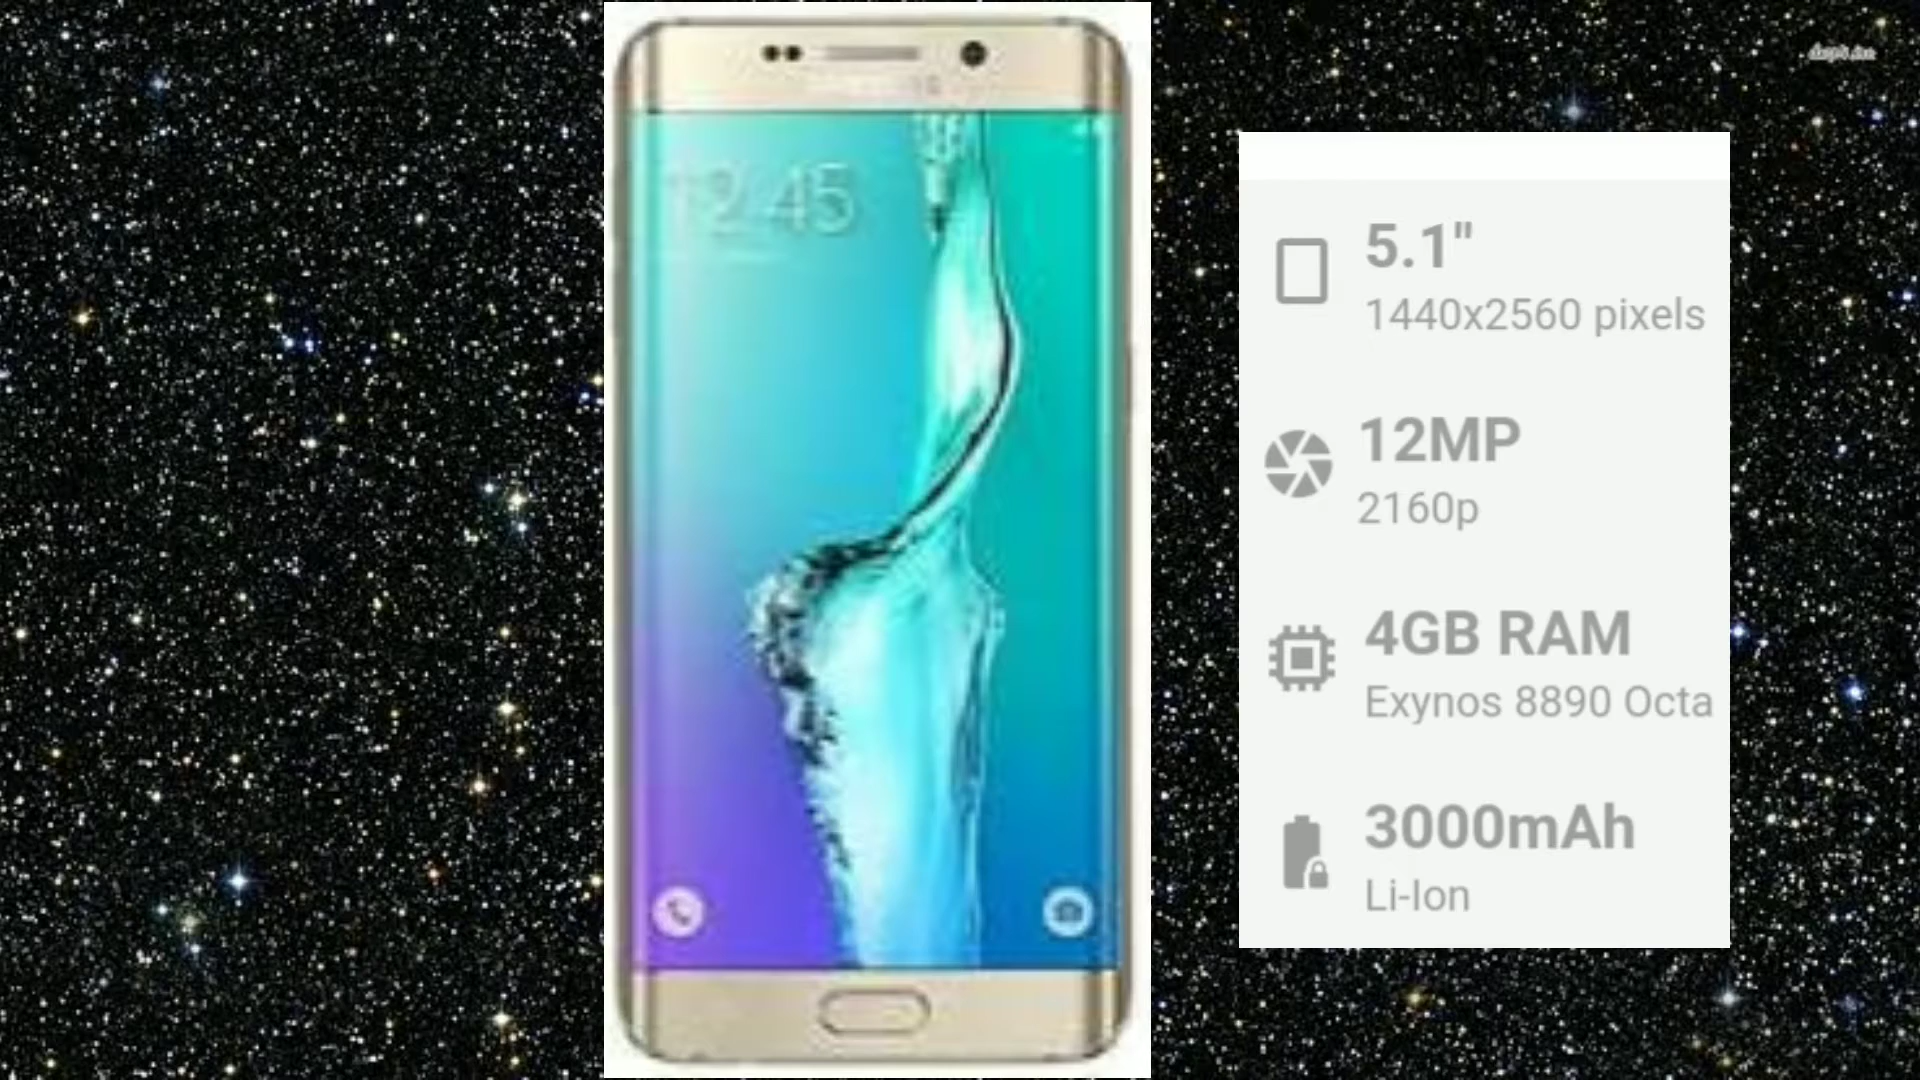 12:45
5.1"
1440x2560 pixels
12MP
2160p
4GB RAM
Exynos 8890 Octa
3000mAh
Li-Ion